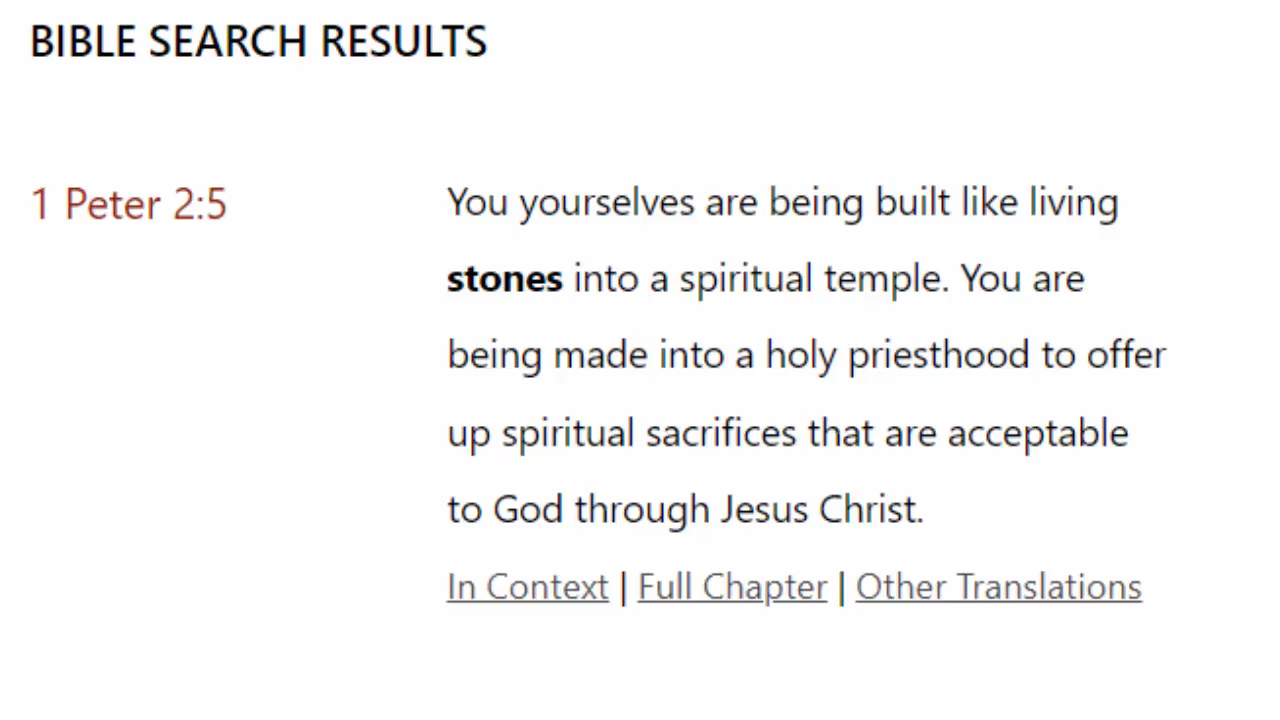 BIBLE SEARCH RESULTS
1 Peter 2:5
You yourselves are being built like living
stones into a spiritual temple. You are
being made into a holy priesthood to offer
up spiritual sacrifices that are acceptable
to God through Jesus Christ.
In Context | Full Chapter | Other Translations